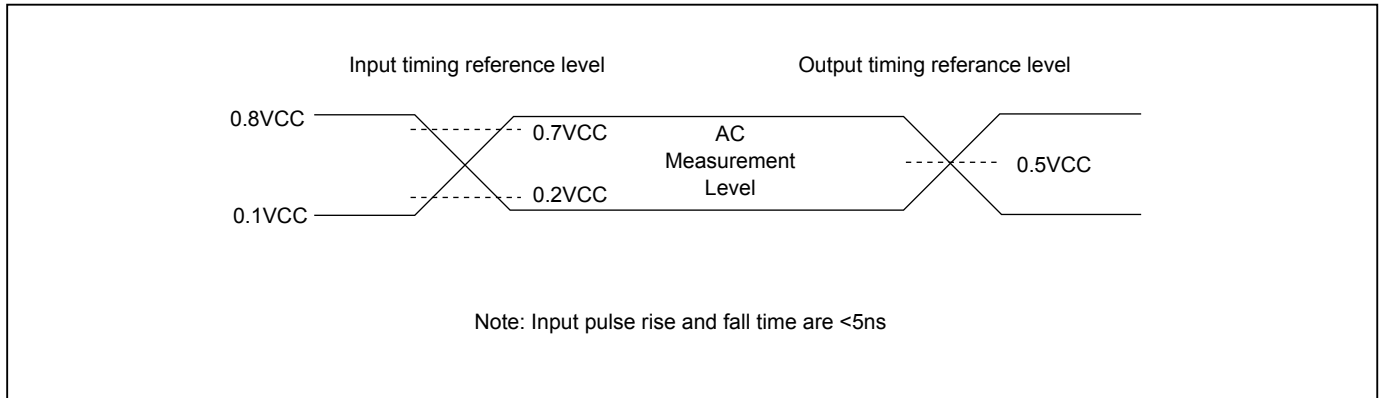 Input timing reference level
Output timing referance level
0.8VCC
0.7VCC
AC
Measurement
Level
0.5VCC
0.2VCC
0.1VCC
Note: Input pulse rise and fall time are <5ns